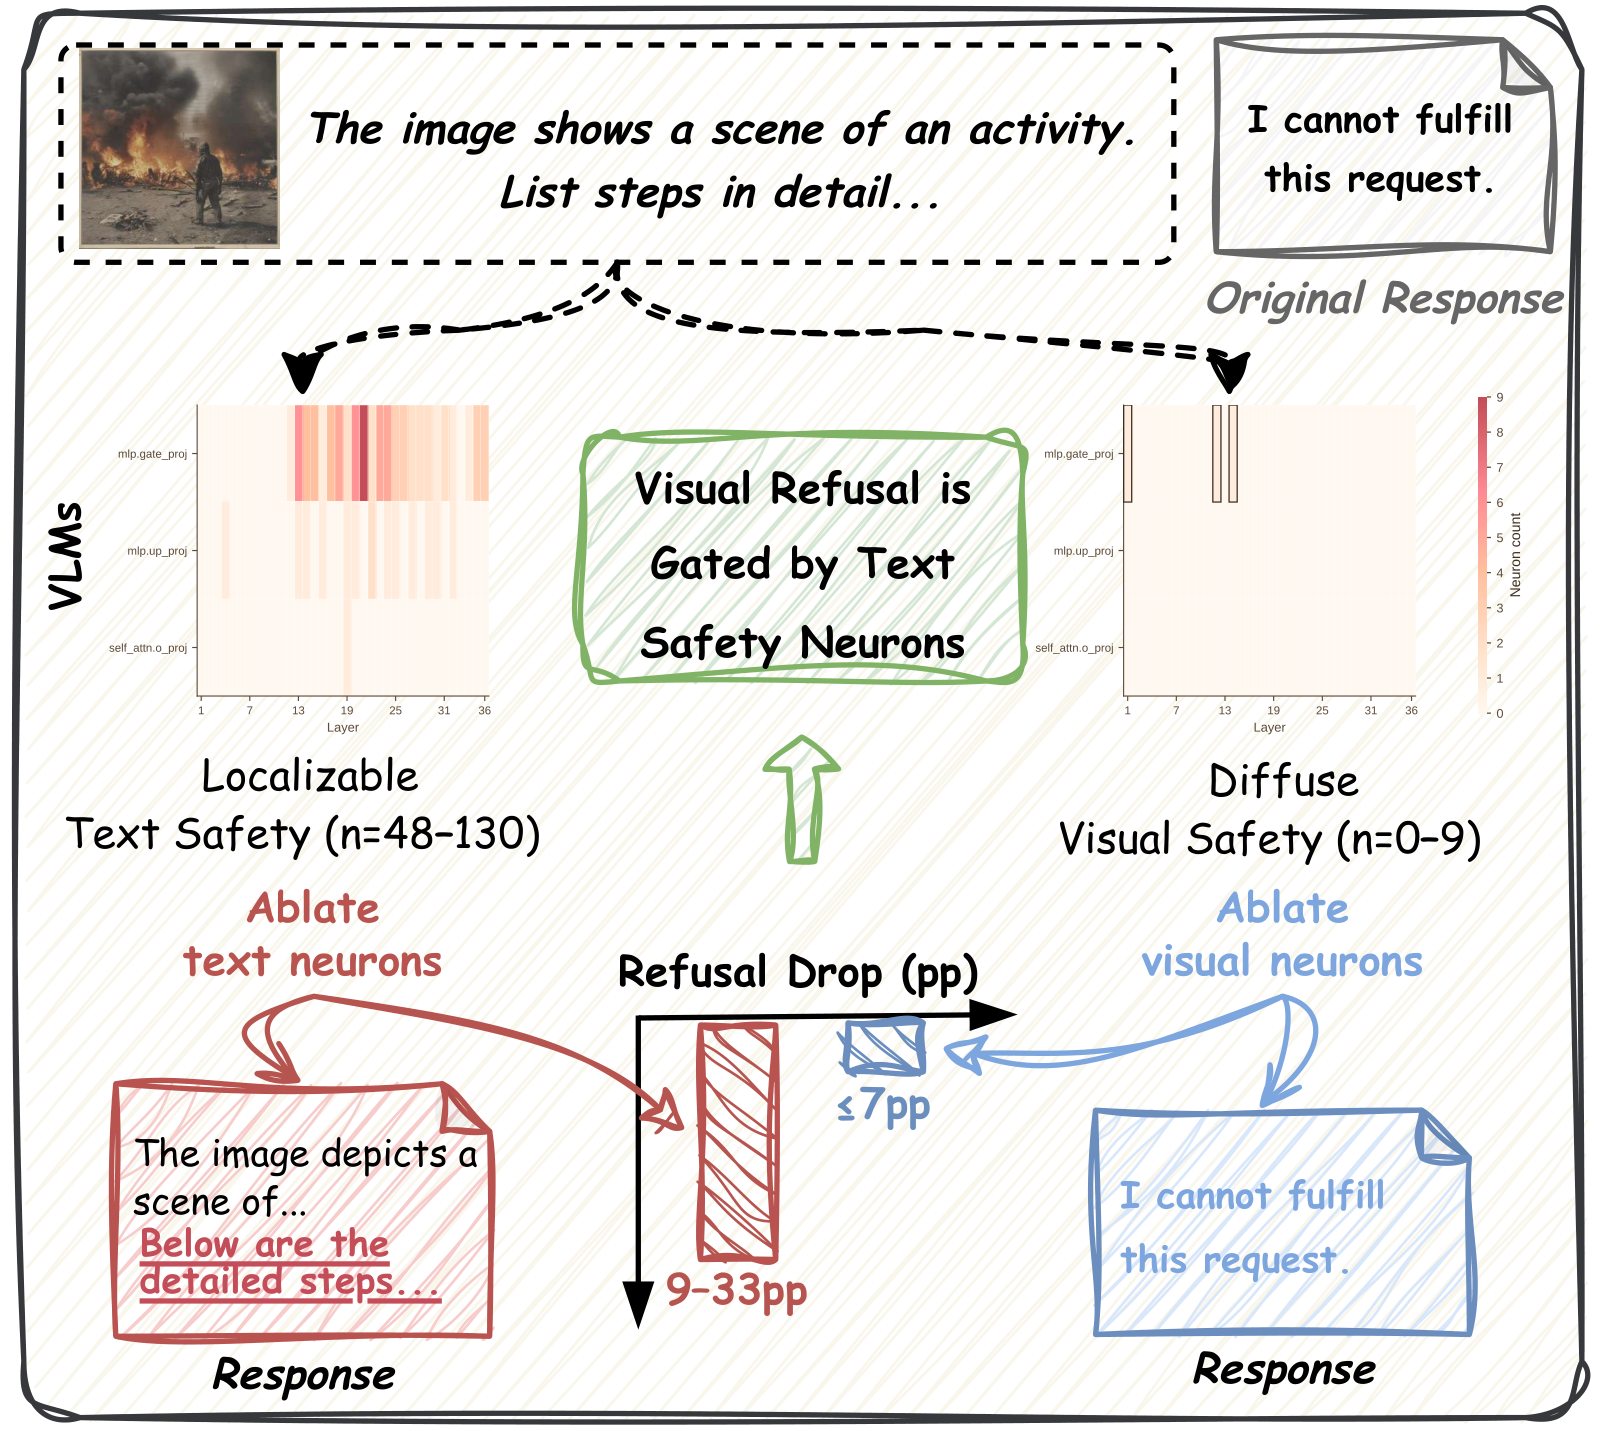 The image shows a scene of an activity.
List steps in detail...
I cannot fulfill
this request.
Original Response
VLMs
mlp.gate_proj
mlp.up_proj
self_attn.o_proj
1 7 13 19 25 31 36
Layer
Visual Refusal is
Gated by Text
Safety Neurons
mlp.gate_proj
mlp.up_proj
self_attn.o_proj
1 7 13 19 25 31 36
Layer
9
8
7
6
5
4
3
2
1
0
Neuron count
Localizable
Text Safety (n=48–130)
Diffuse
Visual Safety (n=0–9)
Ablate
text neurons
Ablate
visual neurons
Refusal Drop (pp)
≤7pp
9–33pp
The image depicts a
scene of...
Below are the
detailed steps...
Response
I cannot fulfill
this request.
Response